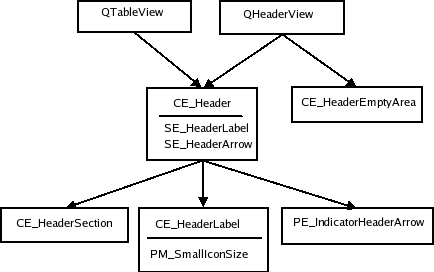 QTableView
QHeaderView
CE_Header
SE_HeaderLabel
SE_HeaderArrow
CE_HeaderEmptyArea
CE_HeaderSection
CE_HeaderLabel
PM_SmallIconSize
PE_IndicatorHeaderArrow